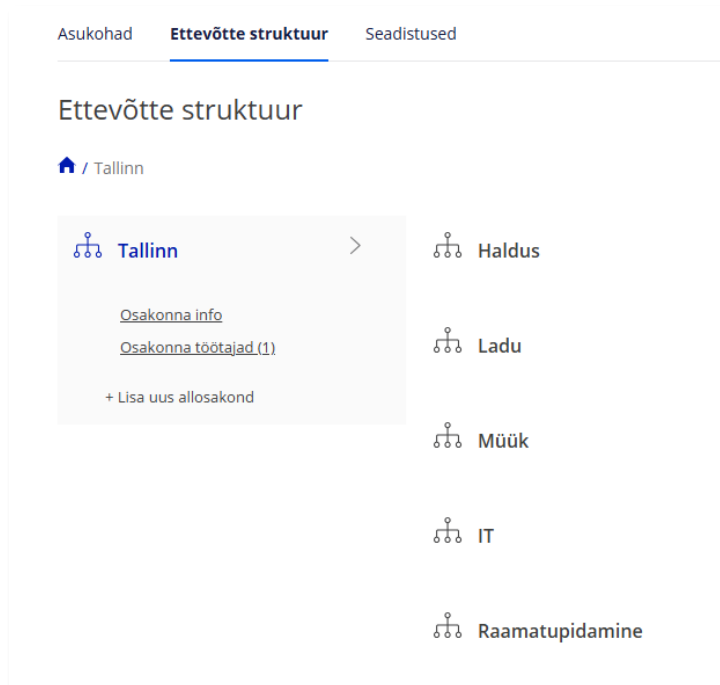 Asukohad Ettevõtte struktuur Seadistused
Ettevõtte struktuur
/ Tallinn
Tallinn
Osakonna info
Osakonna töötajad (1)
+ Lisa uus allosakond
Haldus
Ladu
Müük
IT
Raamatupidamine